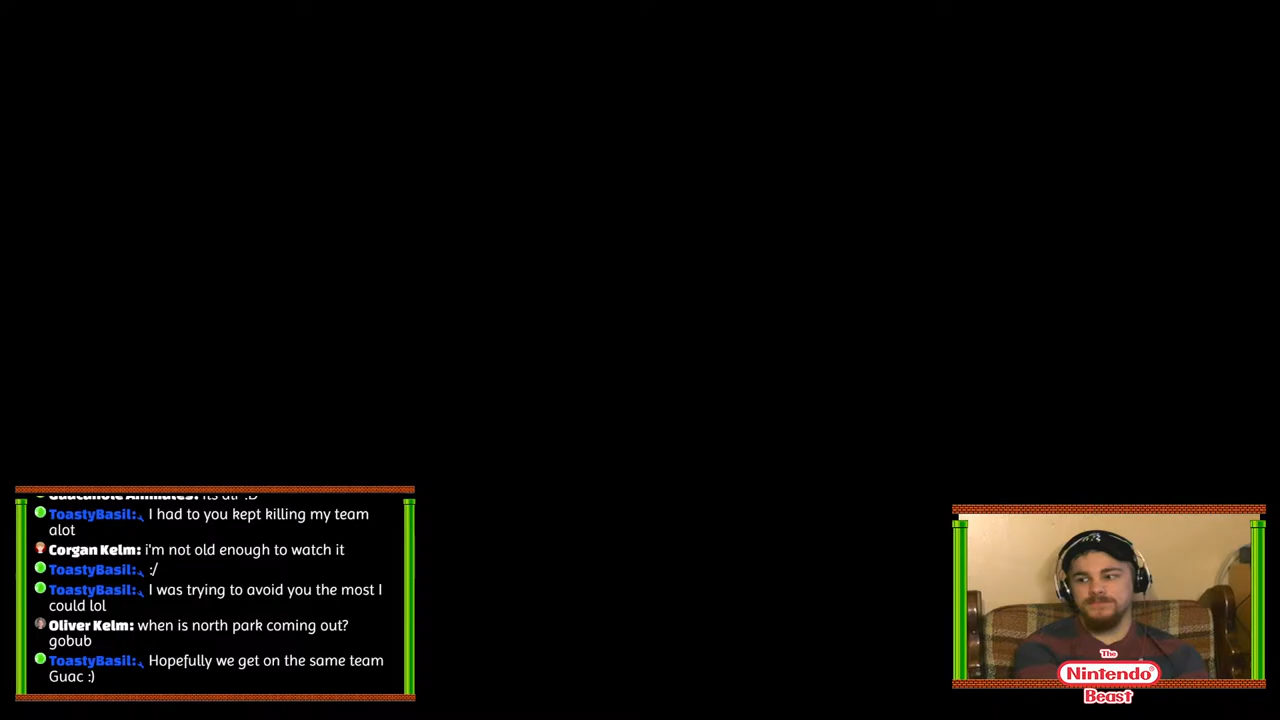 ToastyBasil: I had to you kept killing my team
alot
Corgan Kelm: i'm not old enough to watch it
ToastyBasil: :/
ToastyBasil: I was trying to avoid you the most I
could lol
Oliver Kelm: when is north park coming out?
gobub
ToastyBasil: Hopefully we get on the same team
Guac :)
The
Nintendo®
Beast